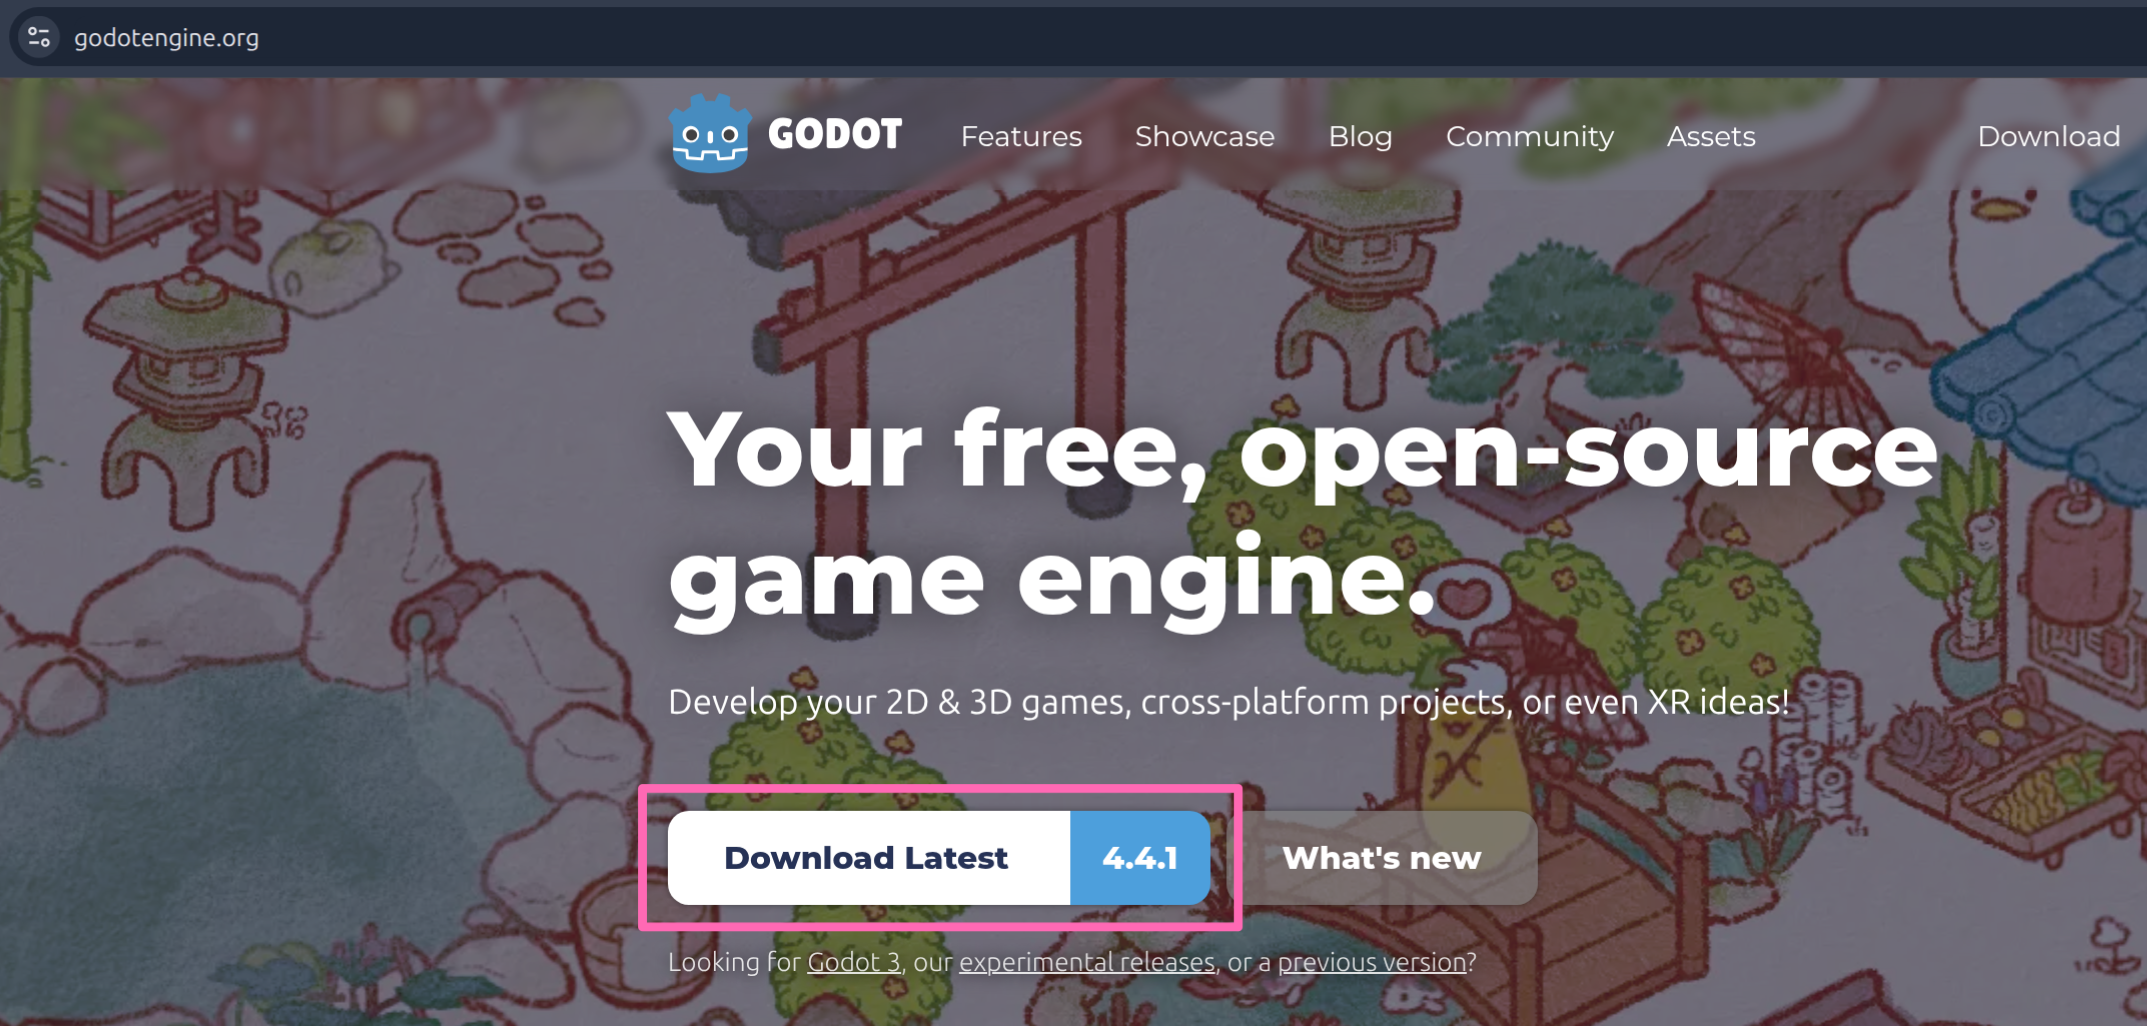 godotengine.org
GODOT Features Showcase Blog Community Assets Download
Your free, open-source
game engine.
Develop your 2D & 3D games, cross-platform projects, or even XR ideas!
Download Latest 4.4.1 What's new
Looking for Godot 3, our experimental releases, or a previous version?